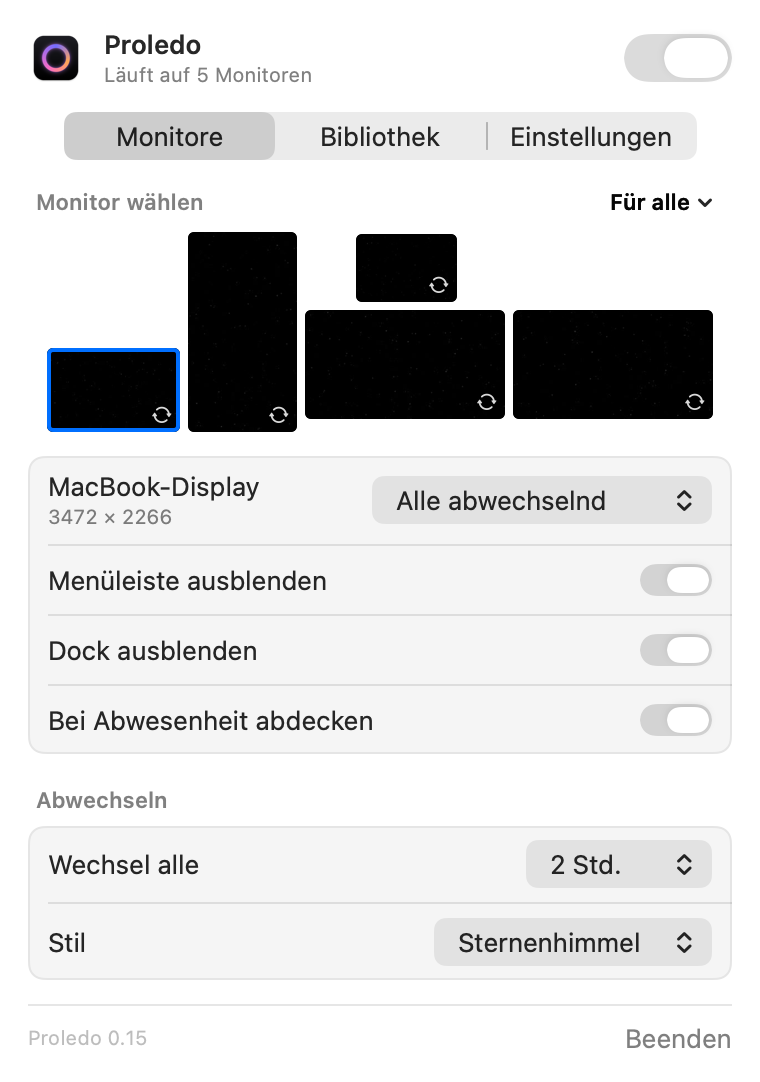 Proledo
Läuft auf 5 Monitoren
Monitore
Bibliothek
Einstellungen
Monitor wählen
Für alle
MacBook-Display
3472 × 2266
Alle abwechselnd
Menüleiste ausblenden
Dock ausblenden
Bei Abwesenheit abdecken
Abwechseln
Wechsel alle
2 Std.
Stil
Sternenhimmel
Proledo 0.15
Beenden